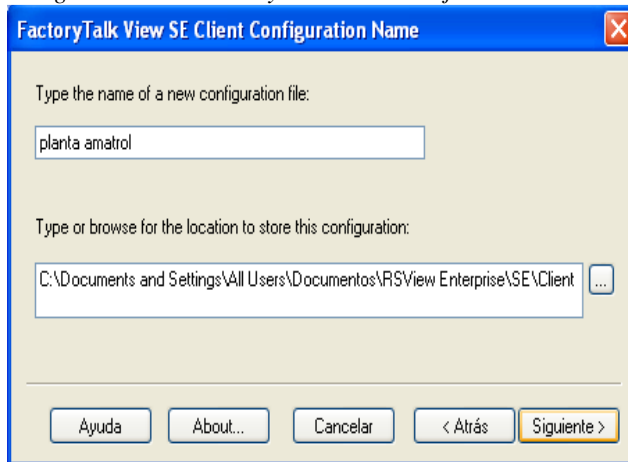 FactoryTalk View SE Client Configuration Name
Type the name of a new configuration file:
planta amatrol
Type or browse for the location to store this configuration:
C:\Documents and Settings\All Users\Documentos\RSView Enterprise\SE\Client
...
Ayuda
About...
Cancelar
< Atrás
Siguiente >